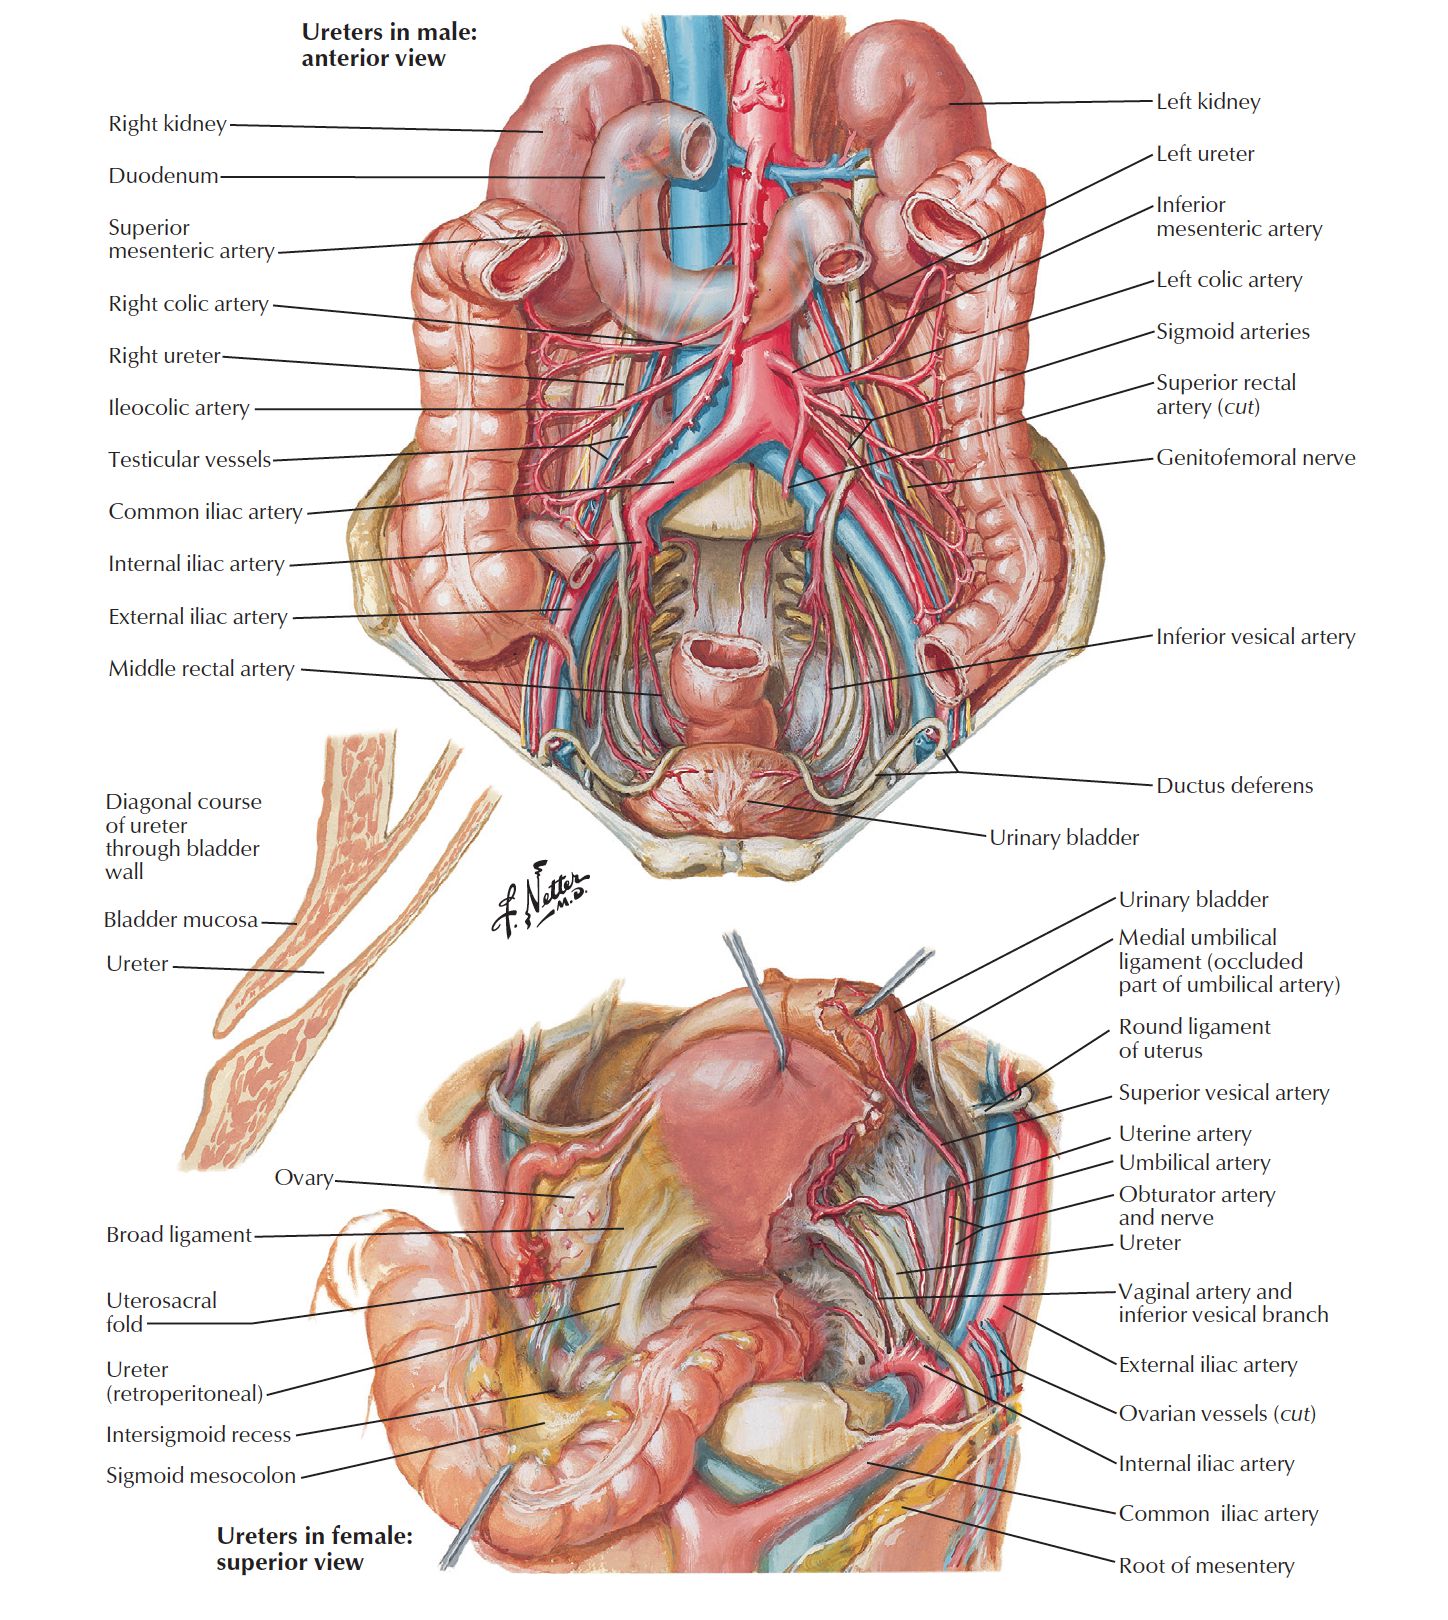 Ureters in male:
anterior view
Right kidney
Duodenum
Superior
mesenteric artery
Right colic artery
Right ureter
Ileocolic artery
Testicular vessels
Common iliac artery
Internal iliac artery
External iliac artery
Middle rectal artery
Left kidney
Left ureter
Inferior
mesenteric artery
Left colic artery
Sigmoid arteries
Superior rectal
artery (cut)
Genitofemoral nerve
Inferior vesical artery
Ductus deferens
Urinary bladder
Diagonal course
of ureter
through bladder
wall
Bladder mucosa
Ureter
F. Netter
M.D.
Ovary
Broad ligament
Uterosacral
fold
Ureter
(retroperitoneal)
Intersigmoid recess
Sigmoid mesocolon
Ureters in female:
superior view
Urinary bladder
Medial umbilical
ligament (occluded
part of umbilical artery)
Round ligament
of uterus
Superior vesical artery
Uterine artery
Umbilical artery
Obturator artery
and nerve
Ureter
Vaginal artery and
inferior vesical branch
External iliac artery
Ovarian vessels (cut)
Internal iliac artery
Common iliac artery
Root of mesentery